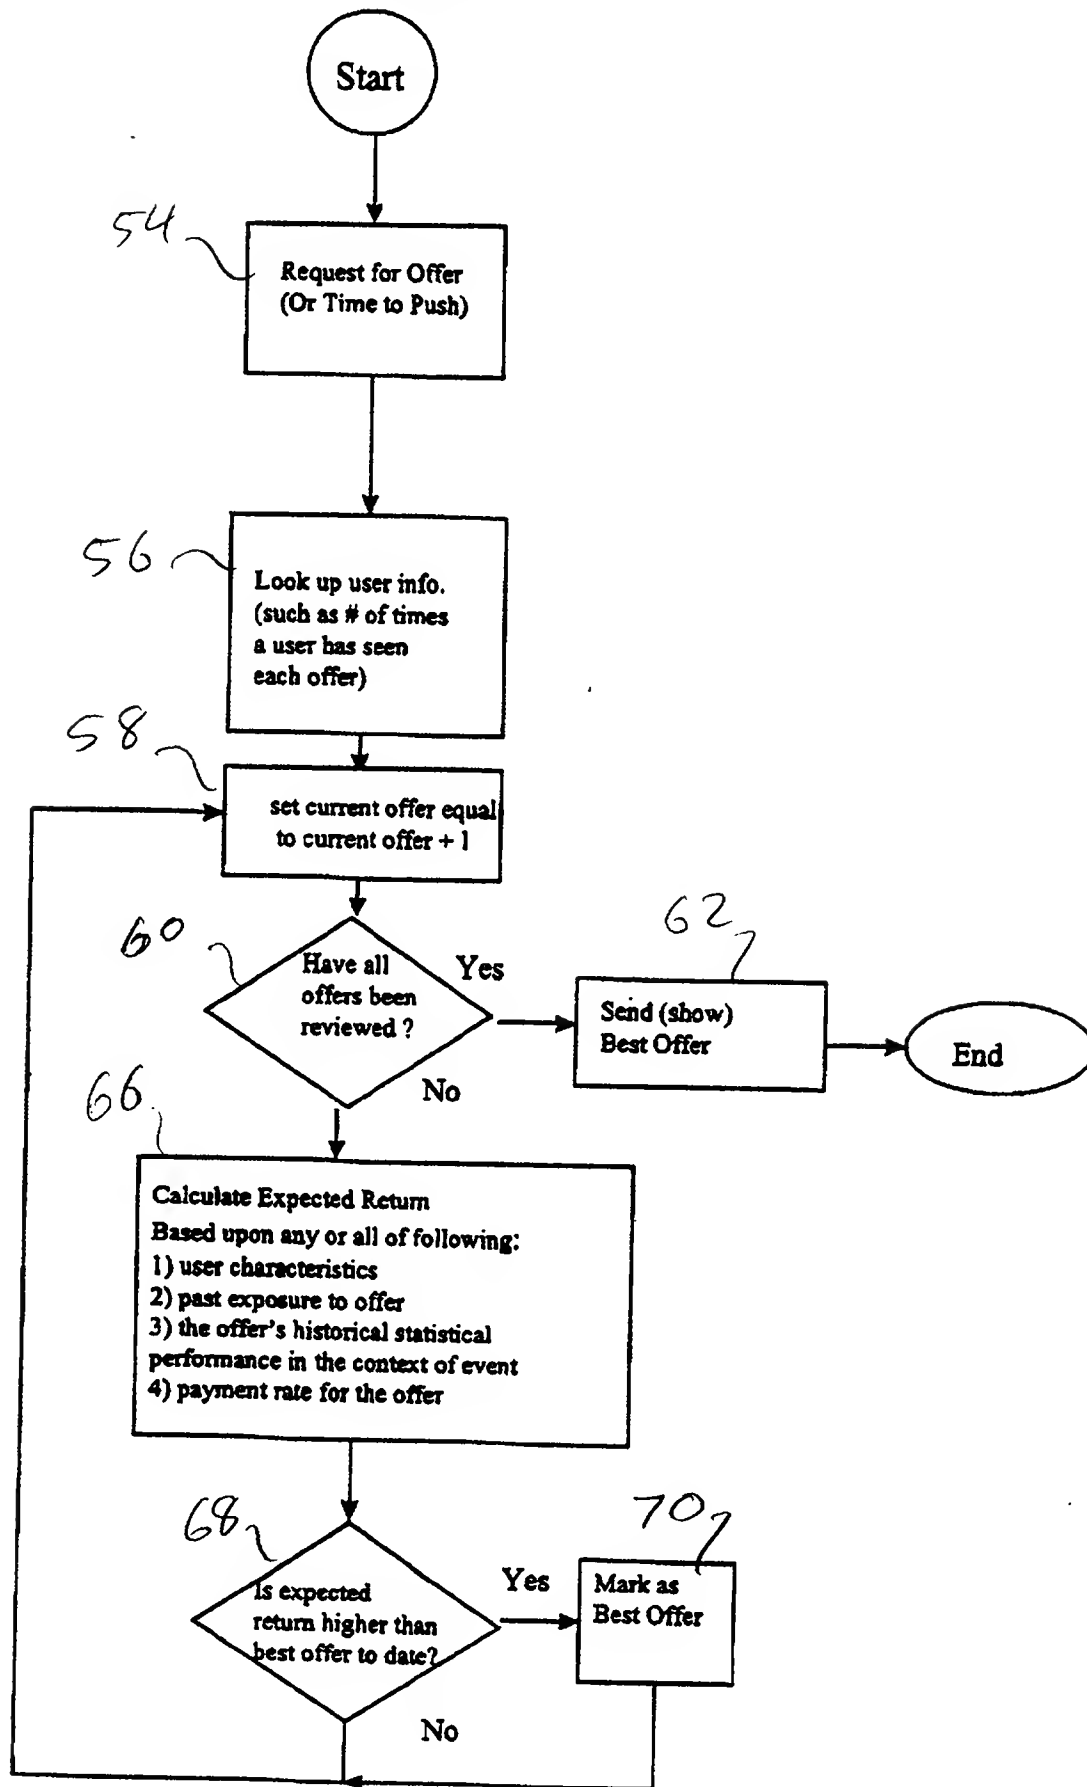 Start
54
Request for Offer
(Or Time to Push)
56
Look up user info.
(such as # of times
a user has seen
each offer)
58
set current offer equal
to current offer + 1
60
Have all
offers been
reviewed ?
Yes
No
62
Send (show)
Best Offer
End
66
Calculate Expected Return
Based upon any or all of following:
1) user characteristics
2) past exposure to offer
3) the offer's historical statistical
performance in the context of event
4) payment rate for the offer
68
Is expected
return higher than
best offer to date?
Yes
No
70
Mark as
Best Offer